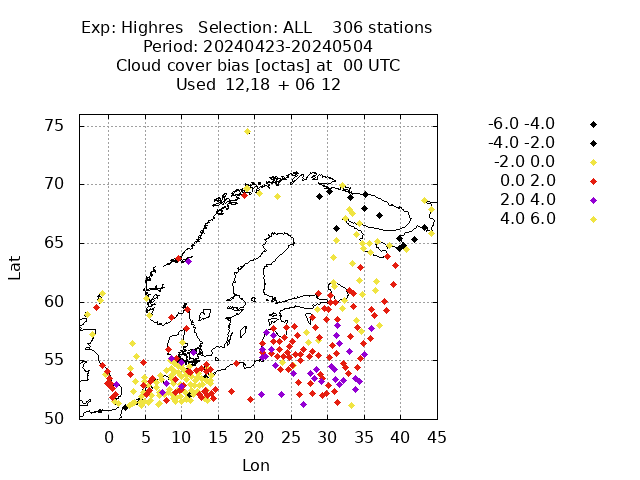 Exp: Highres   Selection: ALL    306 stations
Period: 20240423-20240504
Cloud cover bias [octas] at  00 UTC
Used  12,18  + 06 12
-6.0 -4.0
-4.0 -2.0
-2.0 0.0
0.0 2.0
2.0 4.0
4.0 6.0
75
70
65
60
55
50
Lat
0 5 10 15 20 25 30 35 40 45
Lon